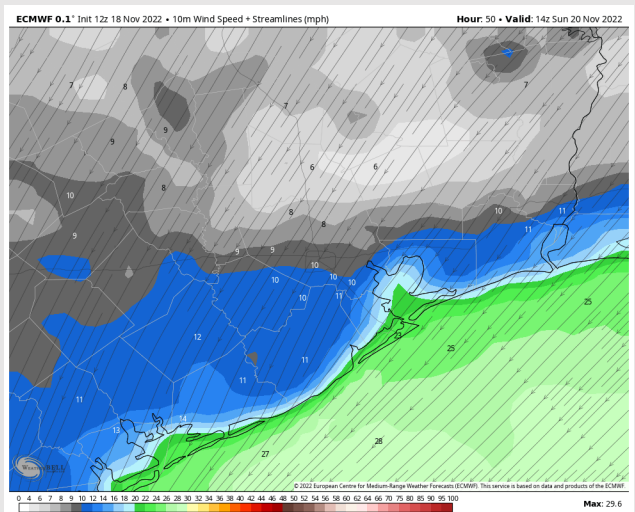 ECMWF 0.1° Init 12z 18 Nov 2022 • 10m Wind Speed + Streamlines (mph) Hour: 50 • Valid: 14z Sun 20 Nov 2022
7 8 7 7
9 9
6 6
8
10 8 10 11
8 11
9
9 9
10
10 10 10
10 11 25
12 23
25
11
11
11
14
13 28
27
WeatherBELL
© 2022 European Centre for Medium-Range Weather Forecasts (ECMWF). This service is based on data and products of the ECMWF.
0 4 6 7 8 9 10 12 14 16 18 20 22 24 26 28 30 32 34 36 38 40 42 44 46 48 50 52 54 56 58 60 62 64 66 70 75 80 85 90 95 100
Max: 29.6